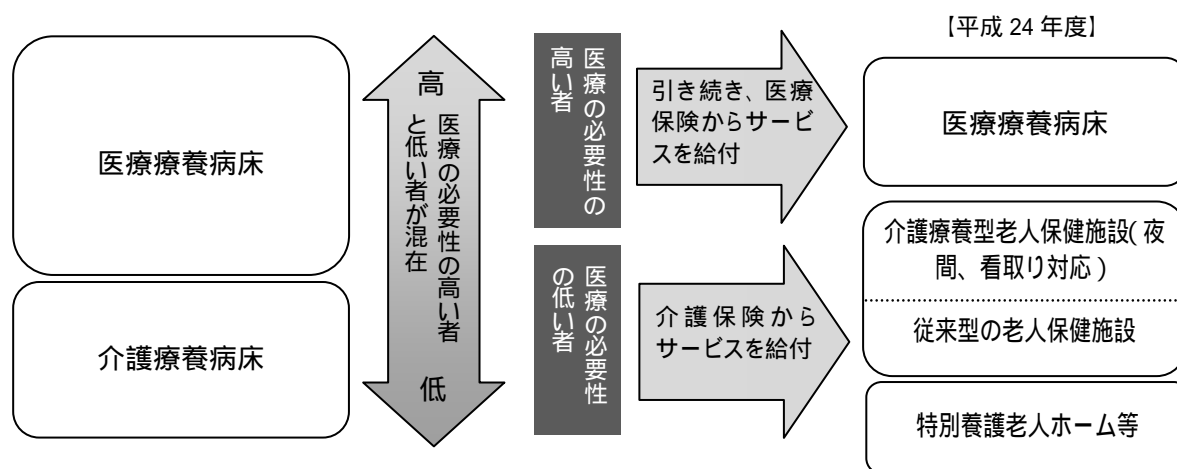 【平成 24 年度】
医療療養病床
介護療養病床
高
医療の必要性の高い者
と低い者が混在
低
医療の必要性の
高い者
医療の必要性
の低い者
引き続き、医療
保険からサービ
スを給付
介護保険から
サービスを給付
医療療養病床
介護療養型老人保健施設( 夜
間、看取り対応 )
従来型の老人保健施設
特別養護老人ホーム等